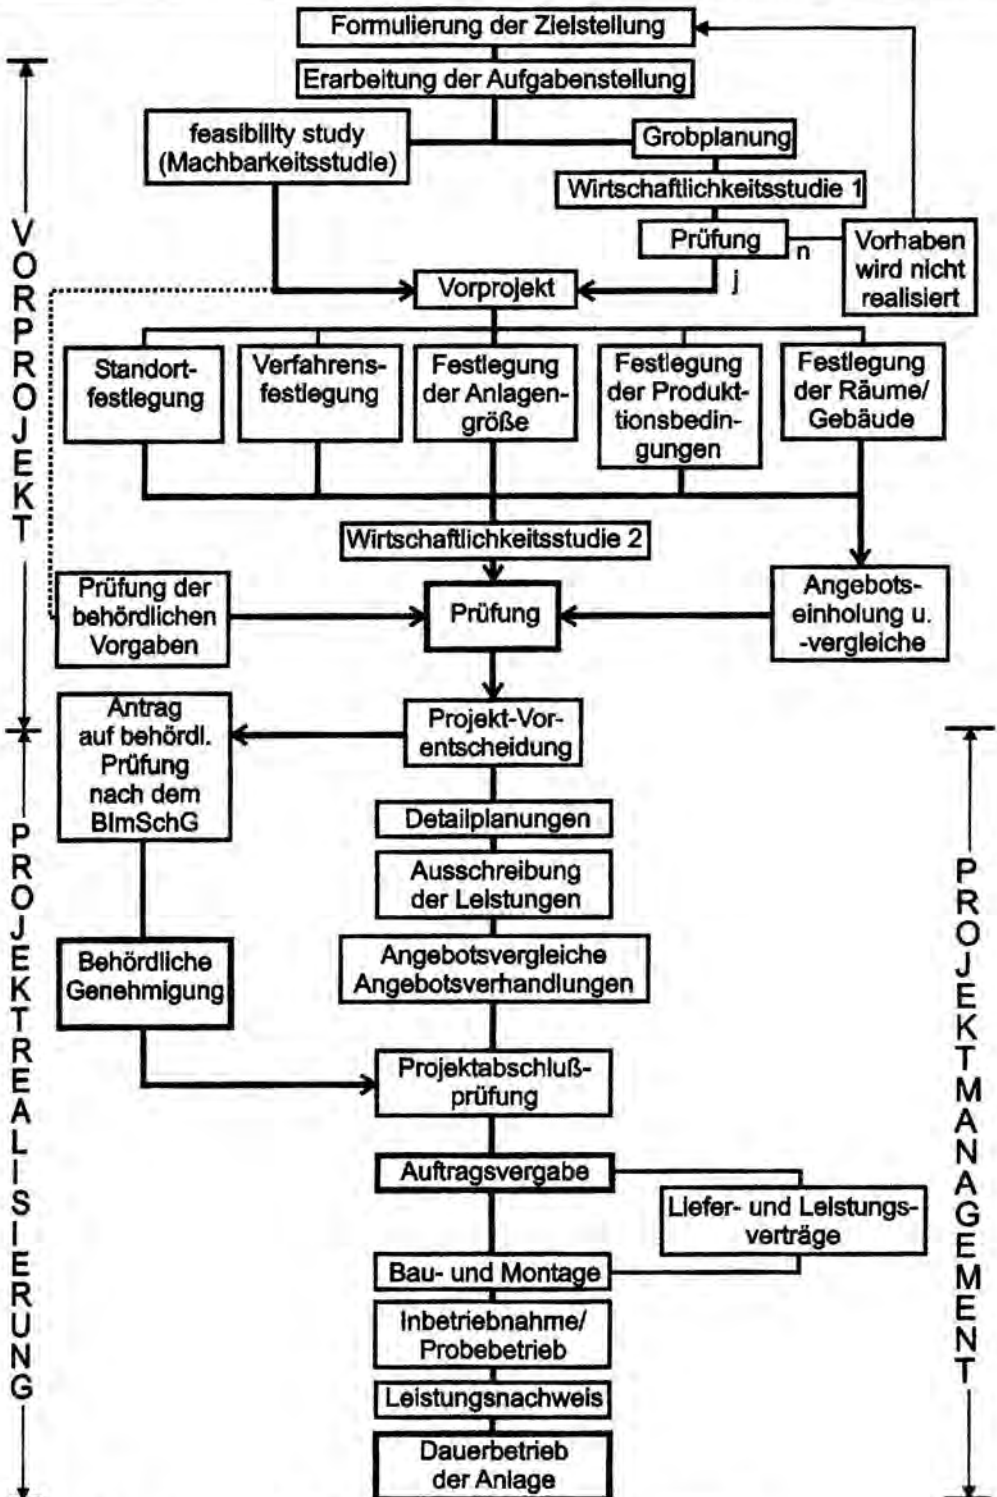 Formulierung der Zielstellung
Erarbeitung der Aufgabenstellung
feasibility study
(Machbarkeitsstudie)
Grobplanung
Wirtschaftlichkeitsstudie 1
Prüfung
n
j
Vorhaben
wird nicht
realisiert
Vorprojekt
Standort-
festlegung
Verfahrens-
festlegung
Festlegung
der Anlagen-
größe
Festlegung
der Produkt-
tionsbedin-
gungen
Festlegung
der Räume/
Gebäude
Wirtschaftlichkeitsstudie 2
Prüfung der
behördlichen
Vorgaben
Prüfung
Angebots-
einholung u.
-vergleiche
VORPROJEKT
Antrag
auf behördl.
Prüfung
nach dem
BImSchG
Projekt-Vor-
entscheidung
Detailplanungen
Ausschreibung
der Leistungen
Behördliche
Genehmigung
Angebotsvergleiche
Angebotsverhandlungen
Projektabschluß-
prüfung
Auftragsvergabe
Liefer- und Leistungs-
verträge
Bau- und Montage
Inbetriebnahme/
Probebetrieb
Leistungsnachweis
Dauerbetrieb
der Anlage
PROJEKTREALISIERUNG
PROJEKTMANAGEMENT